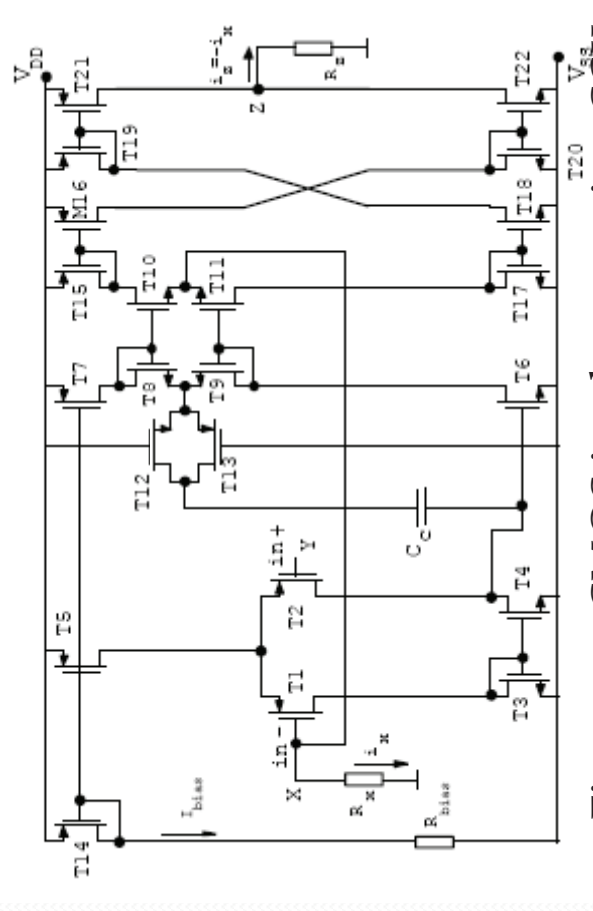 V_DD
T21
T19
M16
T15
T7
T5
T14
T10
T11
T8
T9
T12
T13
i_z=-i_x
Z
R_z
in+
Y
T2
T1
in-
X
i_x
R_x
I_bias
R_bias
C_c
T22
V_SS
T20
T18
T17
T6
T4
T3